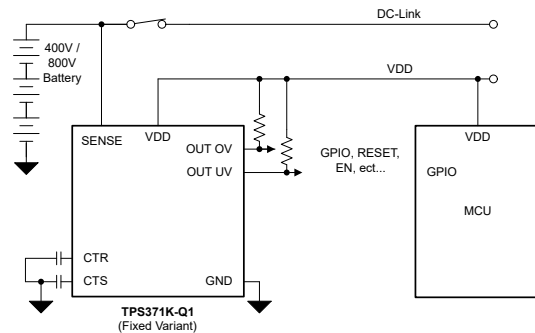 DC-Link
400V /
800V
Battery
VDD
SENSE
VDD
OUT OV
OUT UV
GPIO, RESET,
EN, ect...
VDD
GPIO
MCU
CTR
CTS
GND
TPS371K-Q1
(Fixed Variant)